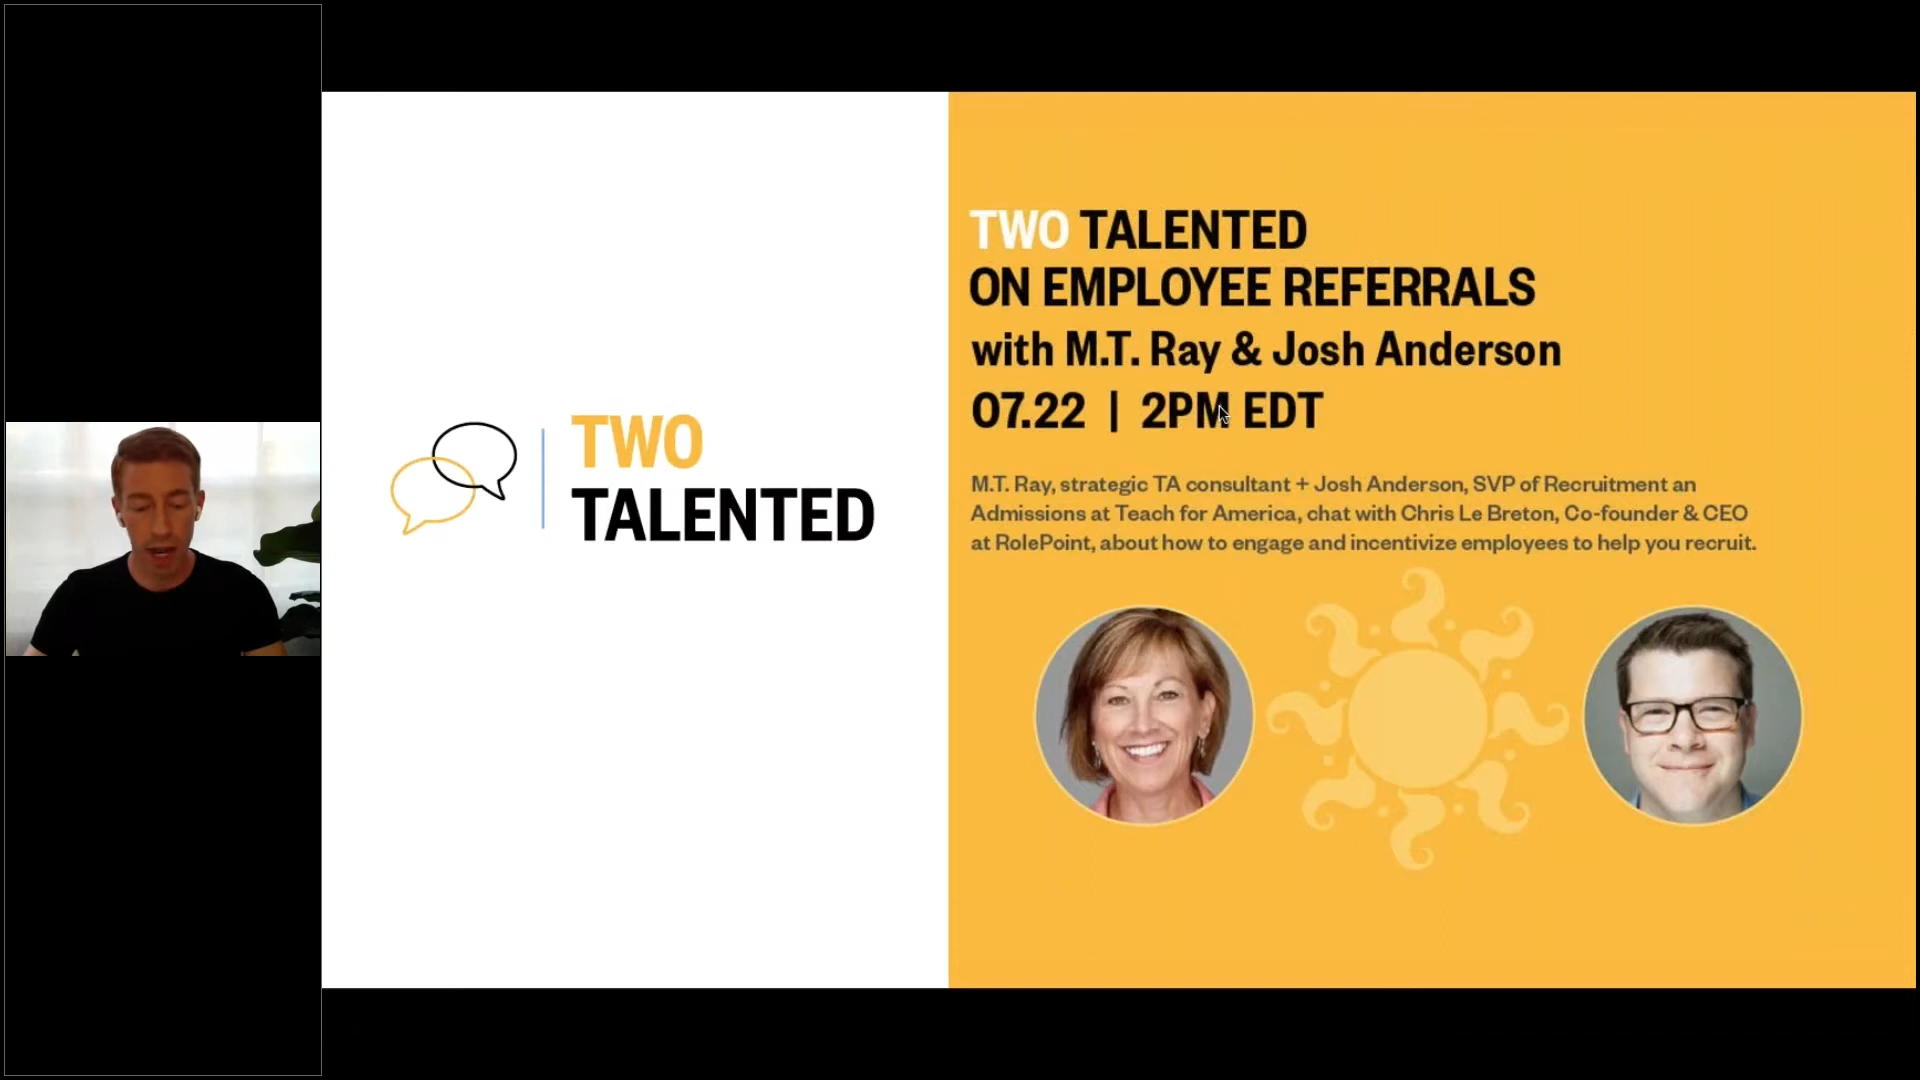 TWO
TALENTED
TWO TALENTED
ON EMPLOYEE REFERRALS
with M.T. Ray & Josh Anderson
07.22 | 2PM EDT
M.T. Ray, strategic TA consultant + Josh Anderson, SVP of Recruitment an
Admissions at Teach for America, chat with Chris Le Breton, Co-founder & CEO
at RolePoint, about how to engage and incentivize employees to help you recruit.